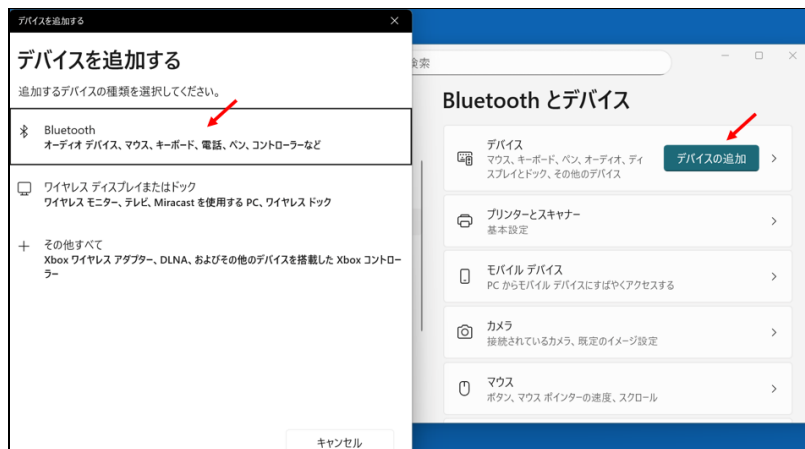 デバイスを追加する
デバイスを追加する
追加するデバイスの種類を選択してください。
Bluetooth
オーディオ デバイス、マウス、キーボード、電話、ペン、コントローラーなど
ワイヤレス ディスプレイまたはドック
ワイヤレス モニター、テレビ、Miracast を使用する PC、ワイヤレス ドック
その他すべて
Xbox ワイヤレス アダプター、DLNA、およびその他のデバイスを搭載した Xbox コントロー
ラー
キャンセル
検索
Bluetooth とデバイス
デバイス
マウス、キーボード、ペン、オーディオ、ディ
スプレイとドック、その他のデバイス
デバイスの追加
プリンターとスキャナー
基本設定
モバイル デバイス
PC からモバイル デバイスにすばやくアクセスする
カメラ
接続されているカメラ、既定のイメージ設定
マウス
ボタン、マウス ポインターの速度、スクロール